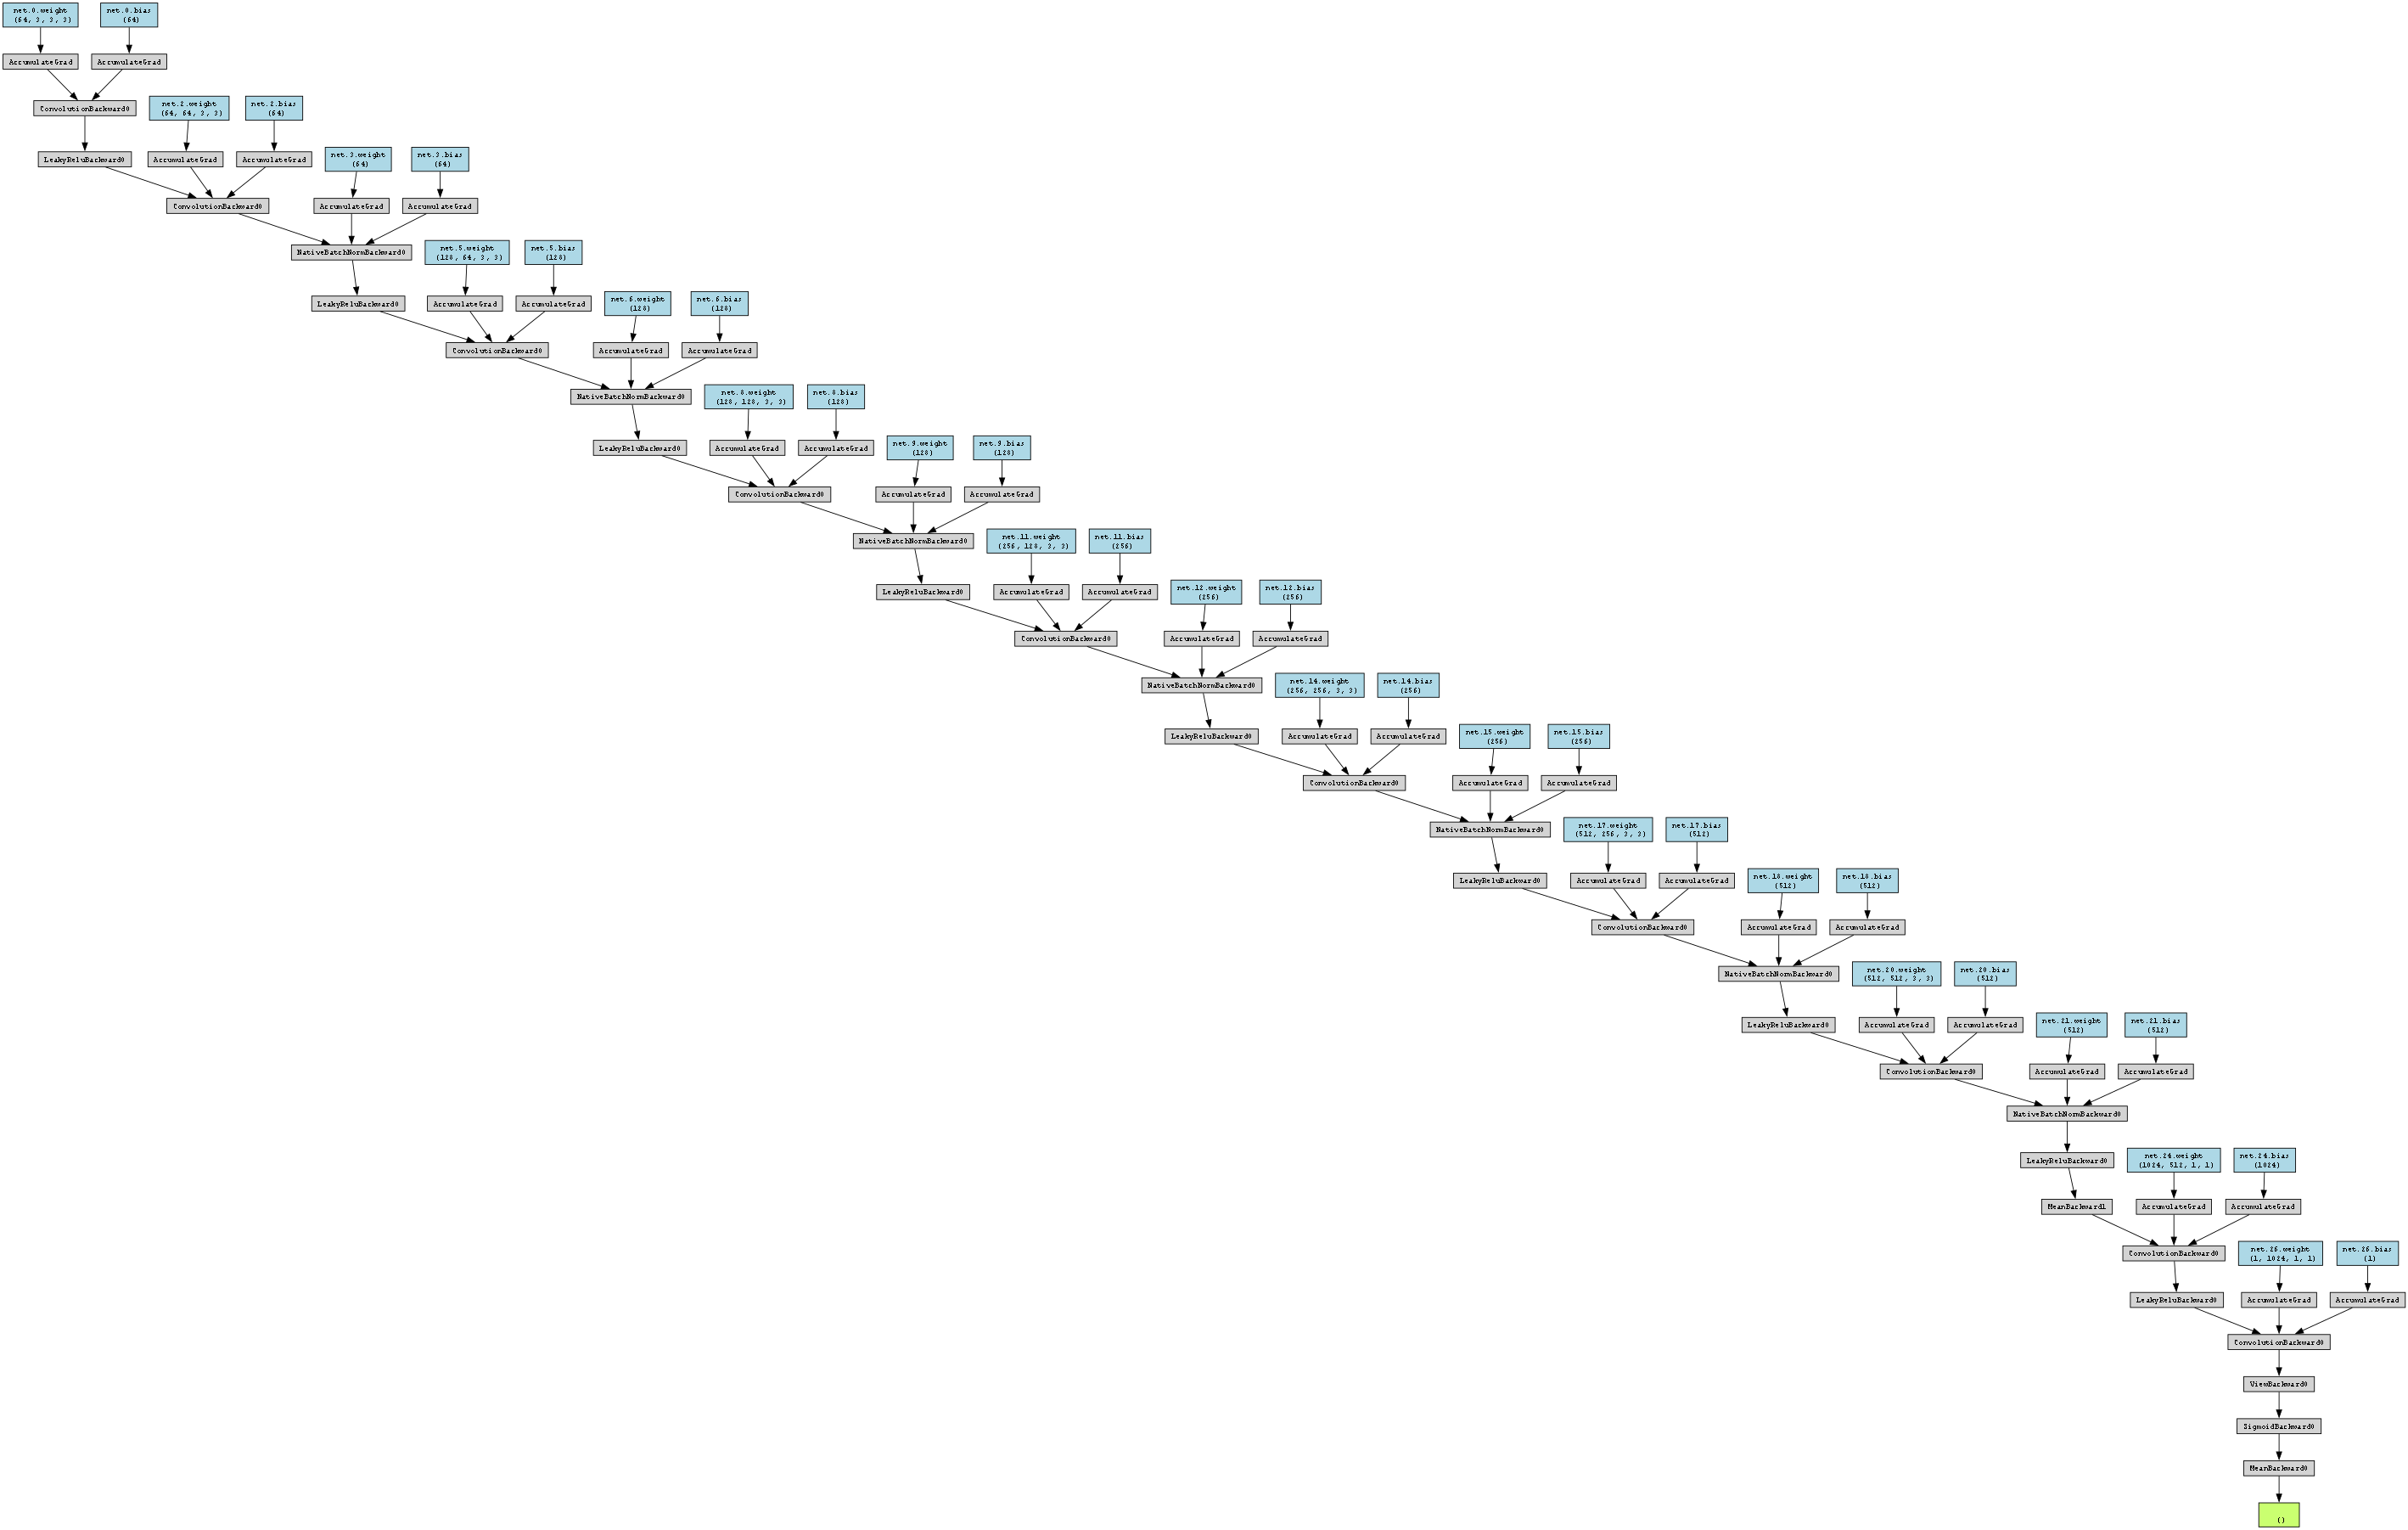 net.0.weight
(64, 3, 3, 3)
net.0.bias
(64)
AccumulateGrad
AccumulateGrad
ConvolutionBackward0
net.2.weight
(64, 64, 3, 3)
net.2.bias
(64)
LeakyReluBackward0
AccumulateGrad
AccumulateGrad
net.3.weight
(64)
net.3.bias
(64)
ConvolutionBackward0
AccumulateGrad
AccumulateGrad
NativeBatchNormBackward0
net.5.weight
(128, 64, 3, 3)
net.5.bias
(128)
LeakyReluBackward0
AccumulateGrad
AccumulateGrad
net.6.weight
(128)
net.6.bias
(128)
ConvolutionBackward0
AccumulateGrad
AccumulateGrad
NativeBatchNormBackward0
net.8.weight
(128, 128, 3, 3)
net.8.bias
(128)
LeakyReluBackward0
AccumulateGrad
AccumulateGrad
net.9.weight
(128)
net.9.bias
(128)
ConvolutionBackward0
AccumulateGrad
AccumulateGrad
NativeBatchNormBackward0
net.11.weight
(256, 128, 3, 3)
net.11.bias
(256)
LeakyReluBackward0
AccumulateGrad
AccumulateGrad
net.12.weight
(256)
net.12.bias
(256)
ConvolutionBackward0
AccumulateGrad
AccumulateGrad
NativeBatchNormBackward0
net.14.weight
(256, 256, 3, 3)
net.14.bias
(256)
LeakyReluBackward0
AccumulateGrad
AccumulateGrad
net.15.weight
(256)
net.15.bias
(256)
ConvolutionBackward0
AccumulateGrad
AccumulateGrad
NativeBatchNormBackward0
net.17.weight
(512, 256, 3, 3)
net.17.bias
(512)
LeakyReluBackward0
AccumulateGrad
AccumulateGrad
net.18.weight
(512)
net.18.bias
(512)
ConvolutionBackward0
AccumulateGrad
AccumulateGrad
NativeBatchNormBackward0
net.20.weight
(512, 512, 3, 3)
net.20.bias
(512)
LeakyReluBackward0
AccumulateGrad
AccumulateGrad
net.21.weight
(512)
net.21.bias
(512)
ConvolutionBackward0
AccumulateGrad
AccumulateGrad
NativeBatchNormBackward0
LeakyReluBackward0
net.24.weight
(1024, 512, 1, 1)
net.24.bias
(1024)
MeanBackward1
AccumulateGrad
AccumulateGrad
ConvolutionBackward0
net.26.weight
(1, 1024, 1, 1)
net.26.bias
(1)
LeakyReluBackward0
AccumulateGrad
AccumulateGrad
ConvolutionBackward0
ViewBackward0
SigmoidBackward0
MeanBackward0
()